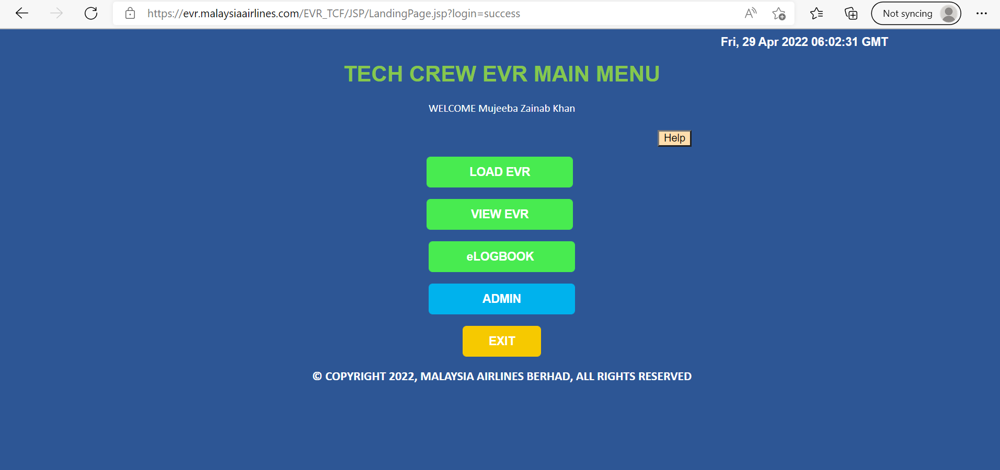 https://evr.malaysiaairlines.com/EVR_TCF/JSP/LandingPage.jsp?login=success
Not syncing
Fri, 29 Apr 2022 06:02:31 GMT
TECH CREW EVR MAIN MENU
WELCOME Mujeeba Zainab Khan
Help
LOAD EVR
VIEW EVR
eLOGBOOK
ADMIN
EXIT
© COPYRIGHT 2022, MALAYSIA AIRLINES BERHAD, ALL RIGHTS RESERVED